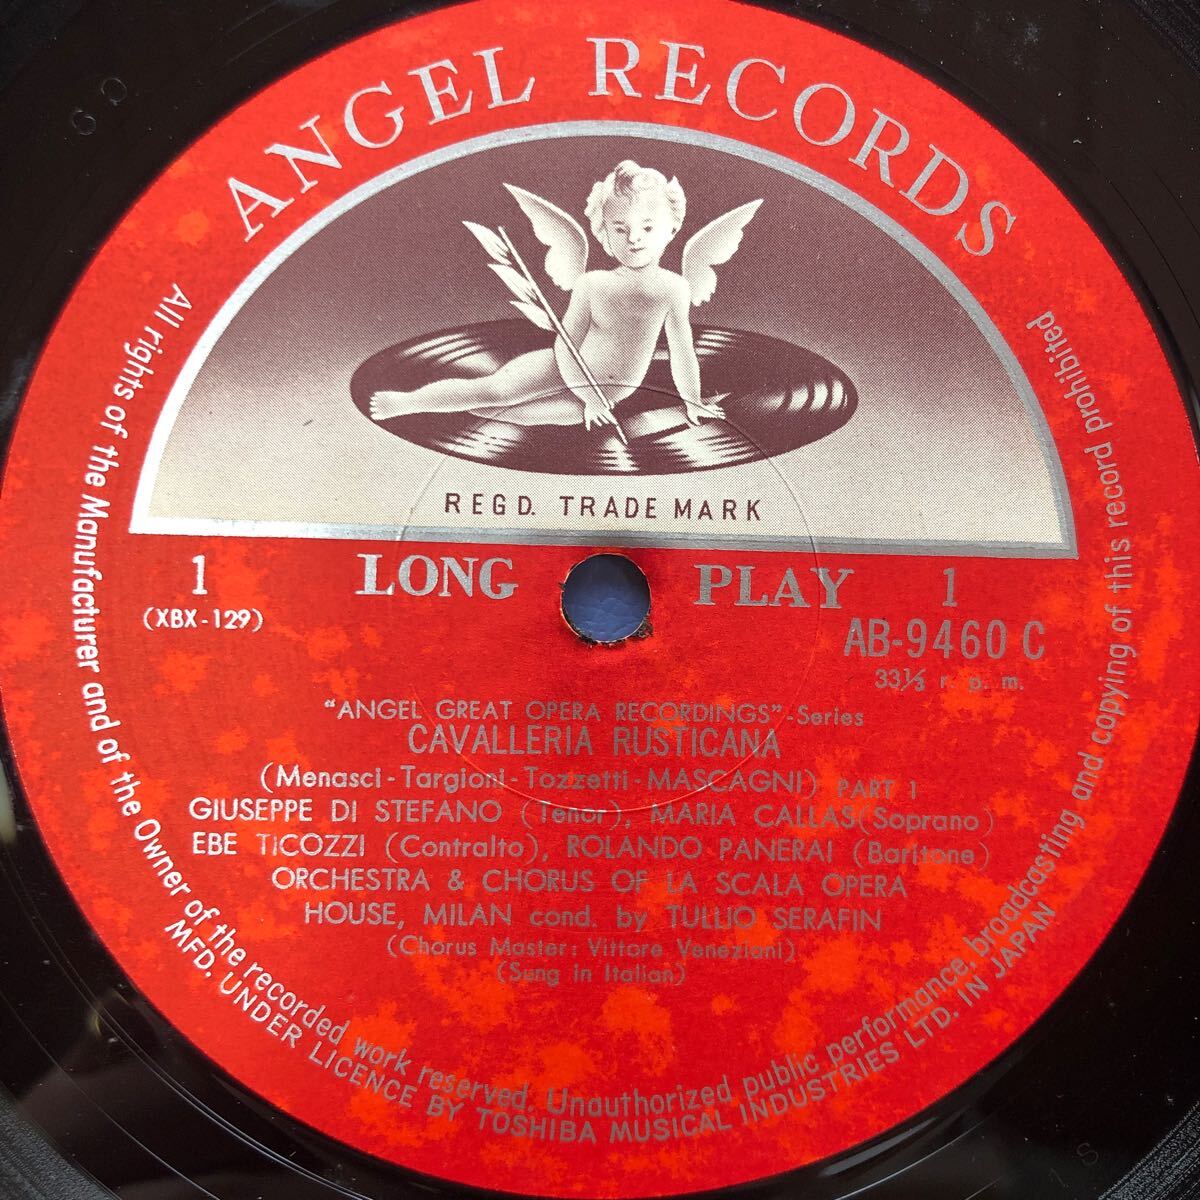 ANGEL RECORDS
REGD. TRADE MARK
1 LONG PLAY 1
(XBX-129)
AB-9460 C
33⅓ r. p. m.
"ANGEL GREAT OPERA RECORDINGS"-Series
CAVALLERIA RUSTICANA
(Menasci-Targioni-Tozzetti-MASCAGNI) PART 1
GIUSEPPE DI STEFANO (Tenor), MARIA CALLAS(Soprano)
EBE TICOZZI (Contralto), ROLANDO PANERAI (Baritone)
ORCHESTRA & CHORUS OF LA SCALA OPERA
HOUSE, MILAN cond. by TULLIO SERAFIN
(Chorus Master: Vittore Veneziani)
(Sung in Italian)
All rights of the Manufacturer and of the Owner of the recorded work reserved. Unauthorized public performance, broadcasting and copying of this record prohibited
MFD. UNDER LICENCE BY TOSHIBA MUSICAL INDUSTRIES LTD. IN JAPAN